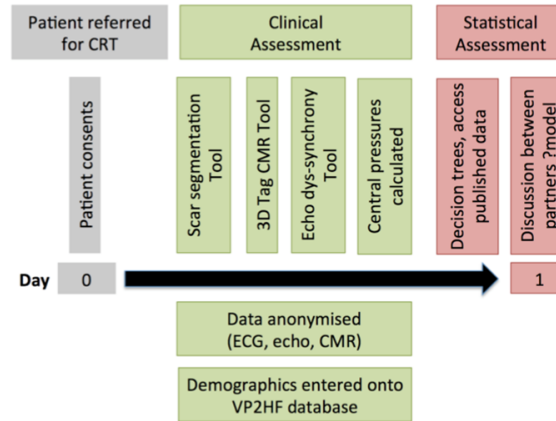 Patient referred
for CRT
Clinical
Assessment
Statistical
Assessment
Patient consents
Scar segmentation
Tool
3D Tag CMR Tool
Echo dys-synchrony
Tool
Central pressures
calculated
Decision trees, access
published data
Discussion between
partners ?model
Day
0
1
Data anonymised
(ECG, echo, CMR)
Demographics entered onto
VP2HF database